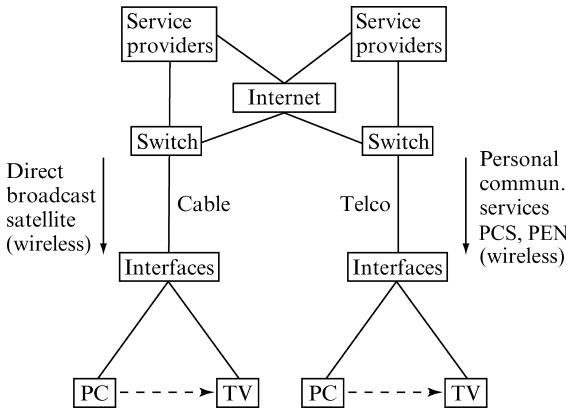 Service
providers
Service
providers
Internet
Switch
Switch
Direct
broadcast
satellite
(wireless)
Cable
Telco
Personal
commun.
services
PCS, PEN
(wireless)
Interfaces
Interfaces
PC
TV
PC
TV